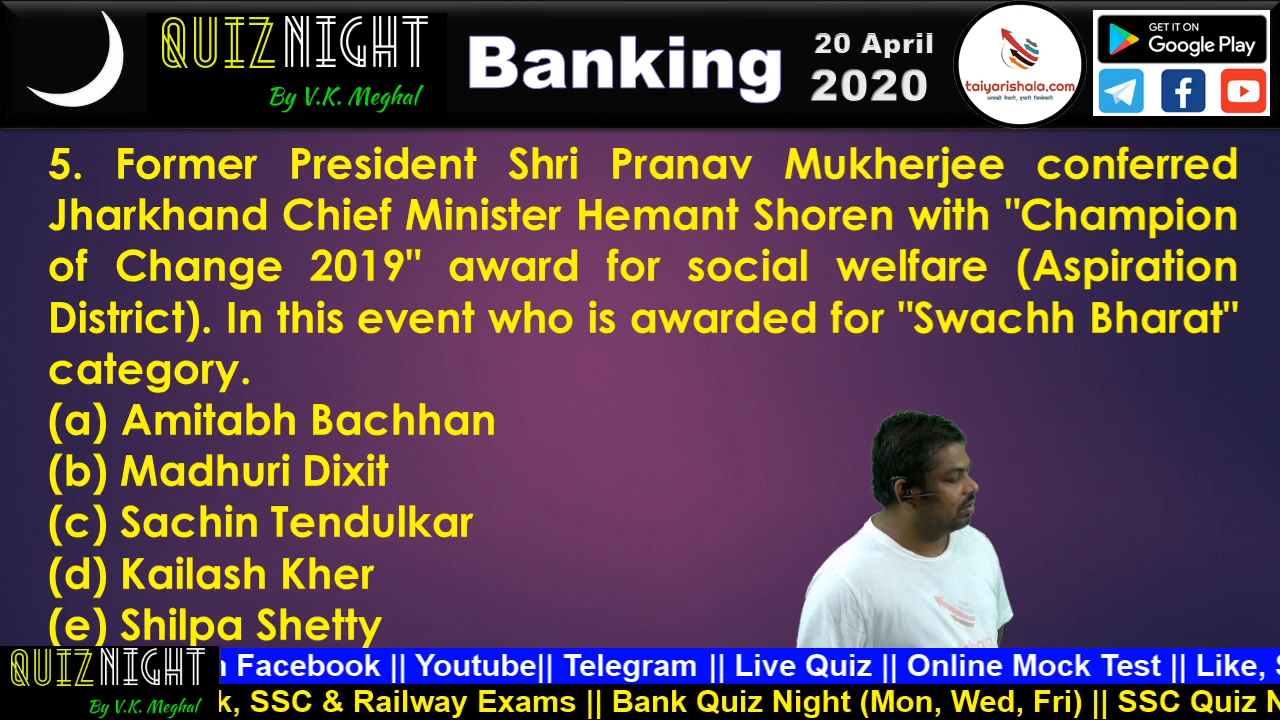 QUIZ NIGHT
By V.K. Meghal
Banking
20 April
2020
taiyarishala.com
आपकी तैयारी, हमारी जिम्मेदारी
GET IT ON
Google Play
5. Former President Shri Pranav Mukherjee conferred
Jharkhand Chief Minister Hemant Shoren with "Champion
of Change 2019" award for social welfare (Aspiration
District). In this event who is awarded for "Swachh Bharat"
category.
(a) Amitabh Bachhan
(b) Madhuri Dixit
(c) Sachin Tendulkar
(d) Kailash Kher
(e) Shilpa Shetty
QUIZ NIGHT
By V.K. Meghal
Facebook || Youtube|| Telegram || Live Quiz || Online Mock Test || Like,
k, SSC & Railway Exams || Bank Quiz Night (Mon, Wed, Fri) || SSC Quiz